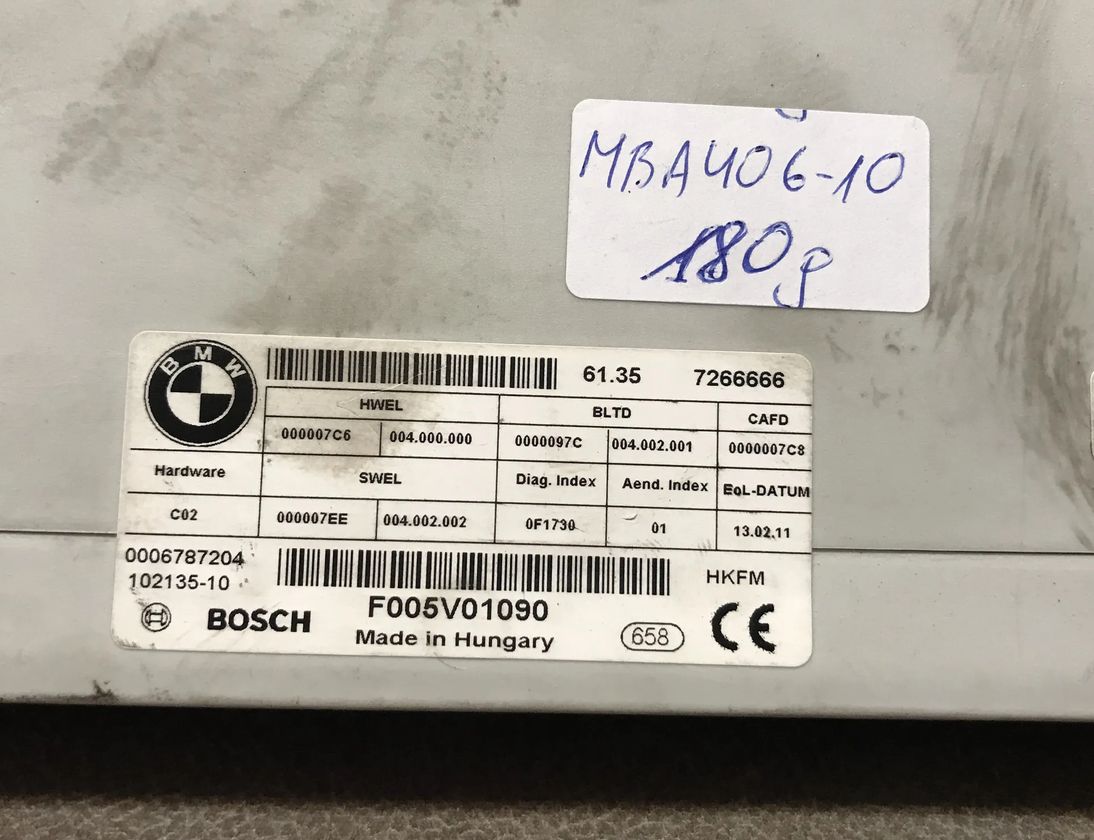 MBA406-10
180g
BMW
61.35 7266666
HWEL BLTD CAFD
000007C6 004.000.000 0000097C 004.002.001 0000007C8
Hardware SWEL Diag. Index Aend. Index EoL-DATUM
C02 000007EE 004.002.002 0F1730 01 13.02.11
0006787204
102135-10 HKFM
BOSCH F005V01090
Made in Hungary 658 CE